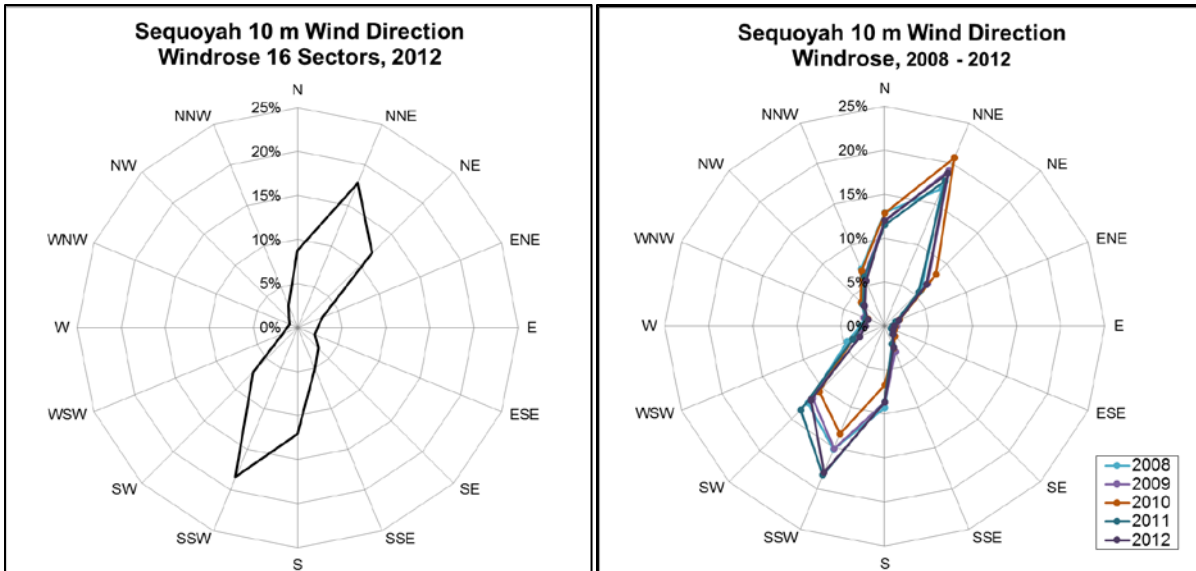 Sequoyah 10 m Wind Direction
Windrose 16 Sectors, 2012
N
25%
NNW
NNE
20%
NW
NE
15%
10%
WNW
ENE
5%
W
0%
E
WSW
ESE
SW
SE
SSW
SSE
S
Sequoyah 10 m Wind Direction
Windrose, 2008 - 2012
N
25%
NNW
NNE
20%
NW
NE
15%
10%
WNW
ENE
5%
W
0%
E
WSW
ESE
SW
SE
SSW
SSE
S
2008
2009
2010
2011
2012